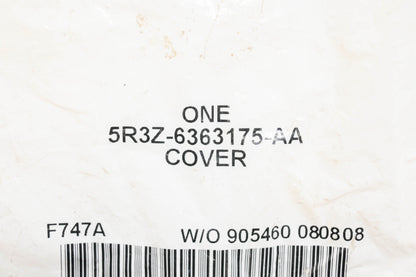 ONE
5R3Z-6363175-AA
COVER
F747A W/O 905460 080808